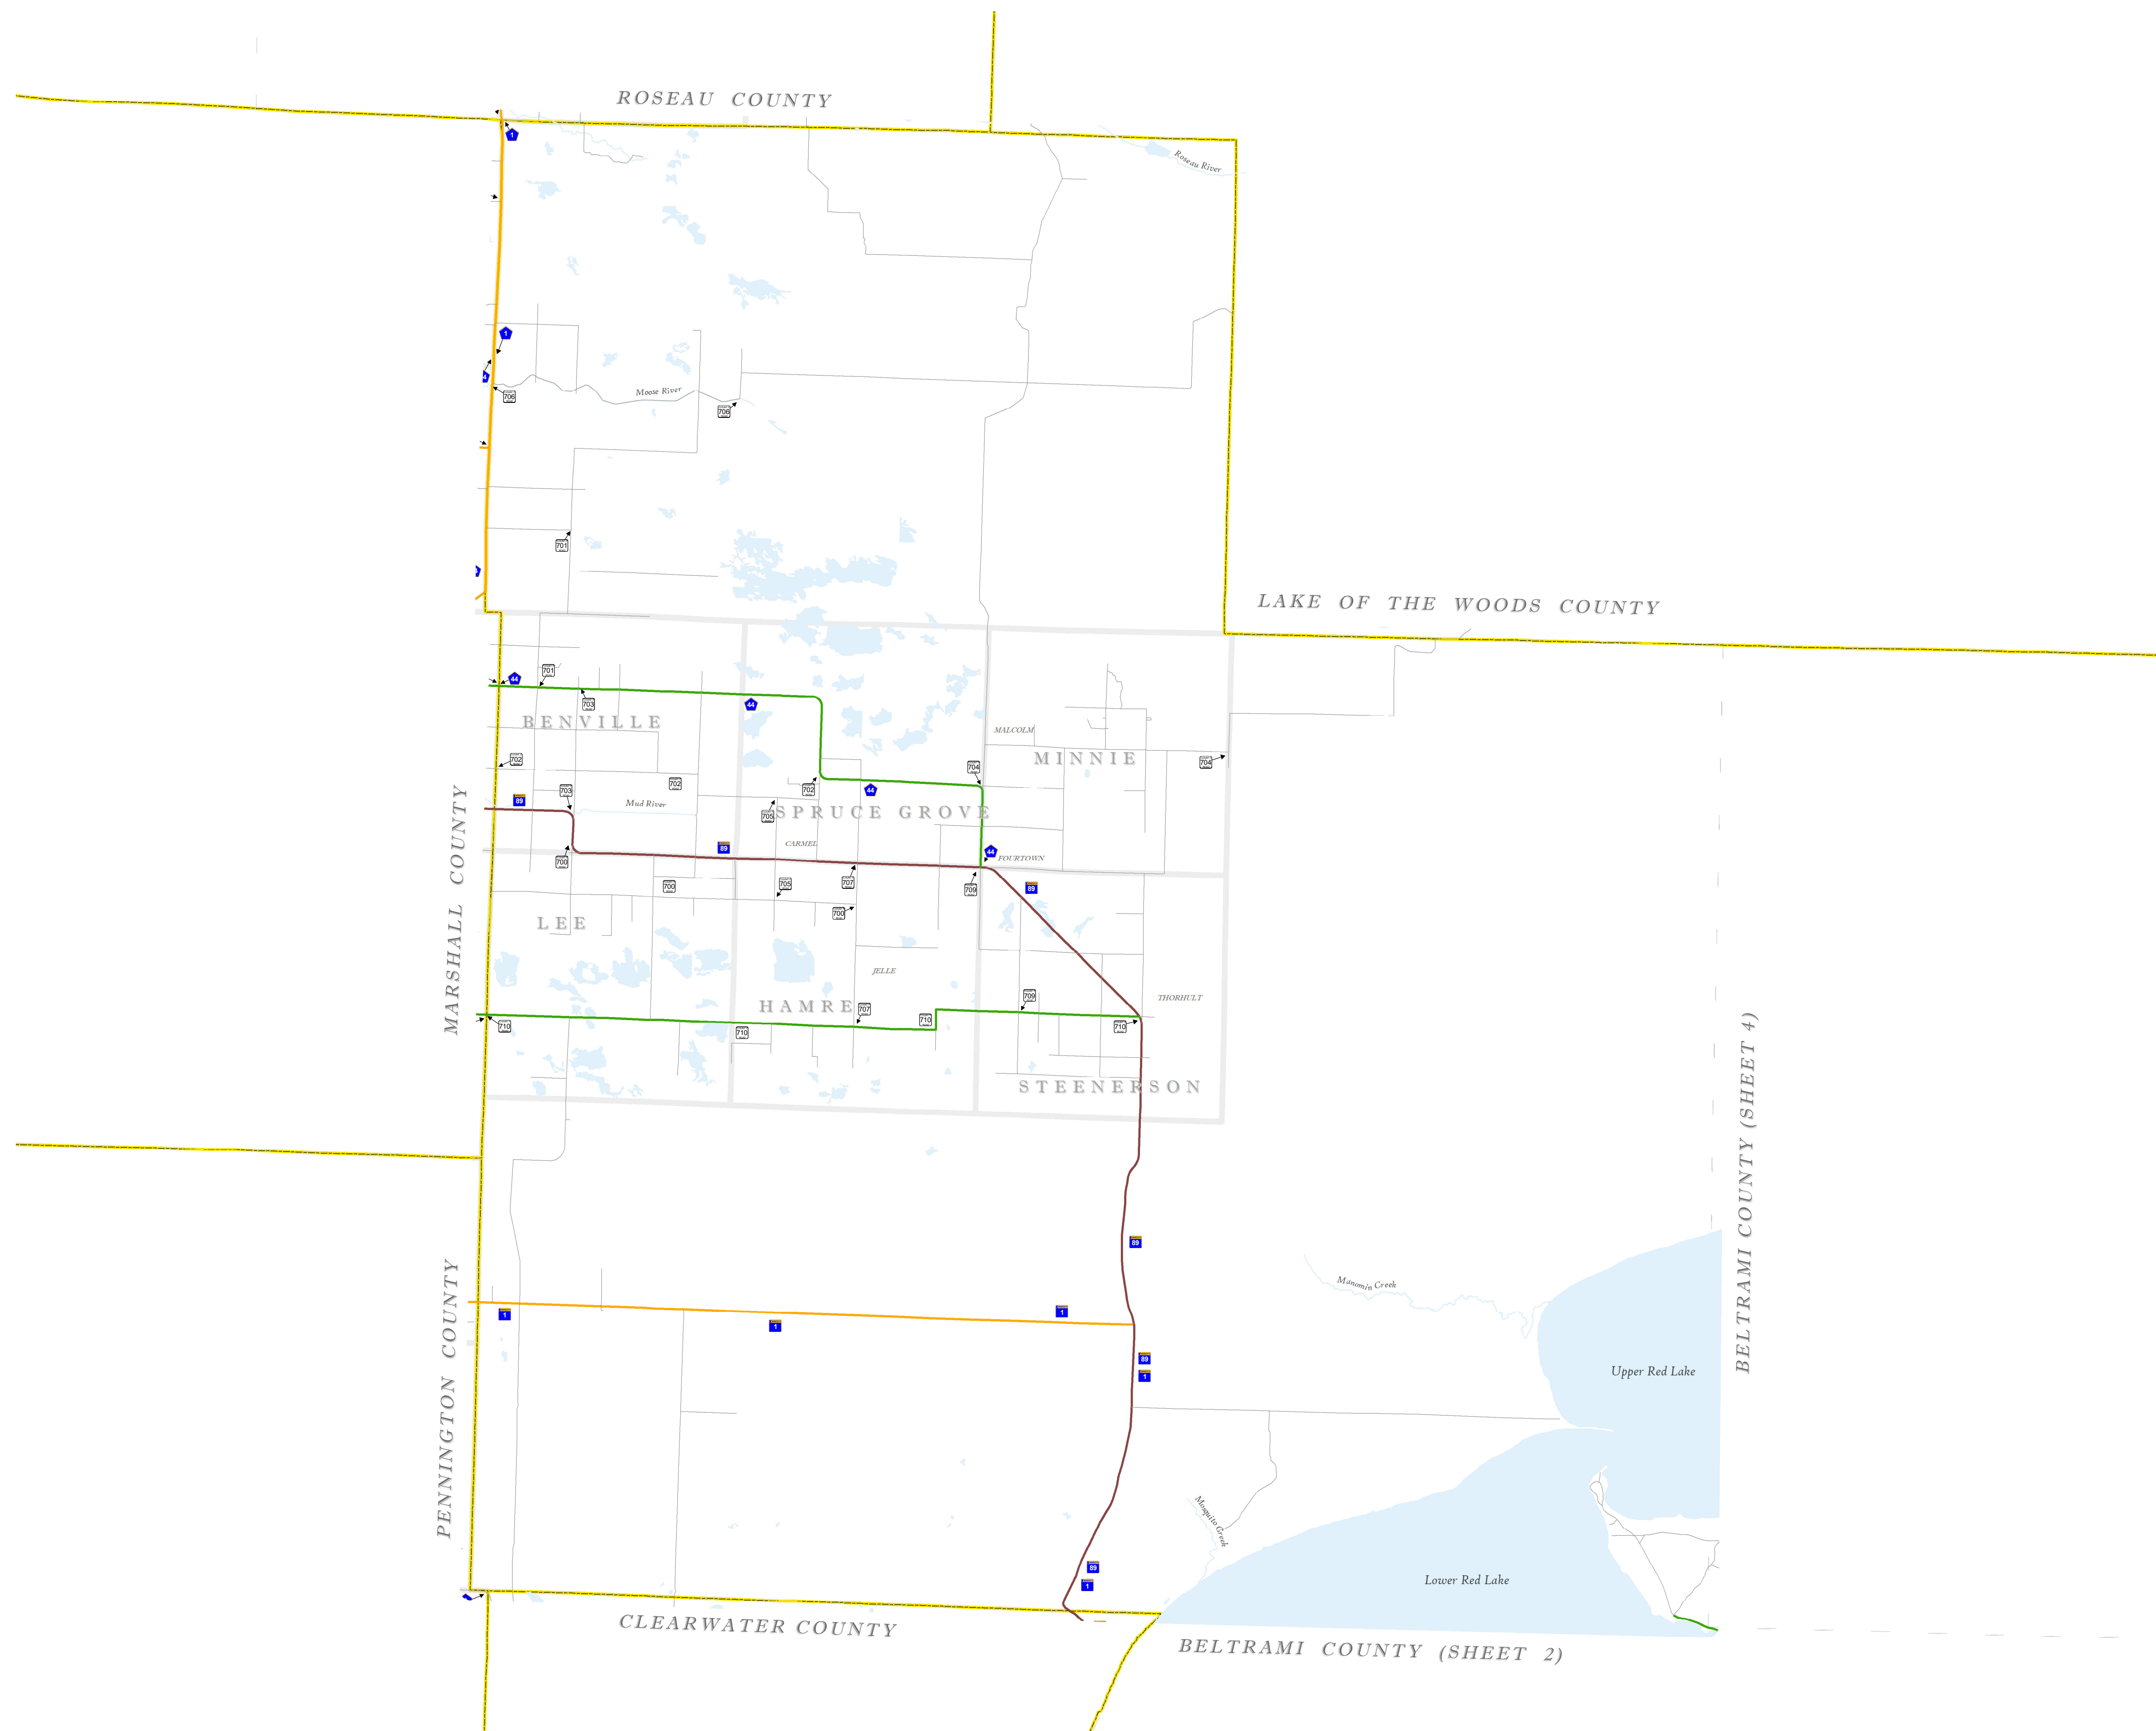 ROSEAU COUNTY
1
Roseau River
1
4
706
Moose River
706
701
LAKE OF THE WOODS COUNTY
701
44
703
44
BENVILLE
MALCOLM
MINNIE
702
704
704
702
702
44
703
89
Mud River
705
SPRUCE GROVE
MARSHALL COUNTY
89
CARMEL
44
FOURTOWN
700
700
705
707
709
89
700
LEE
JELLE
709
THORHULT
HAMRE
707
710
710
710
710
STEENERSON
BELTRAMI COUNTY (SHEET 4)
89
Manomin Creek
PENNINGTON COUNTY
1
1
1
89
1
Upper Red Lake
Mosquito Creek
89
1
Lower Red Lake
CLEARWATER COUNTY
BELTRAMI COUNTY (SHEET 2)